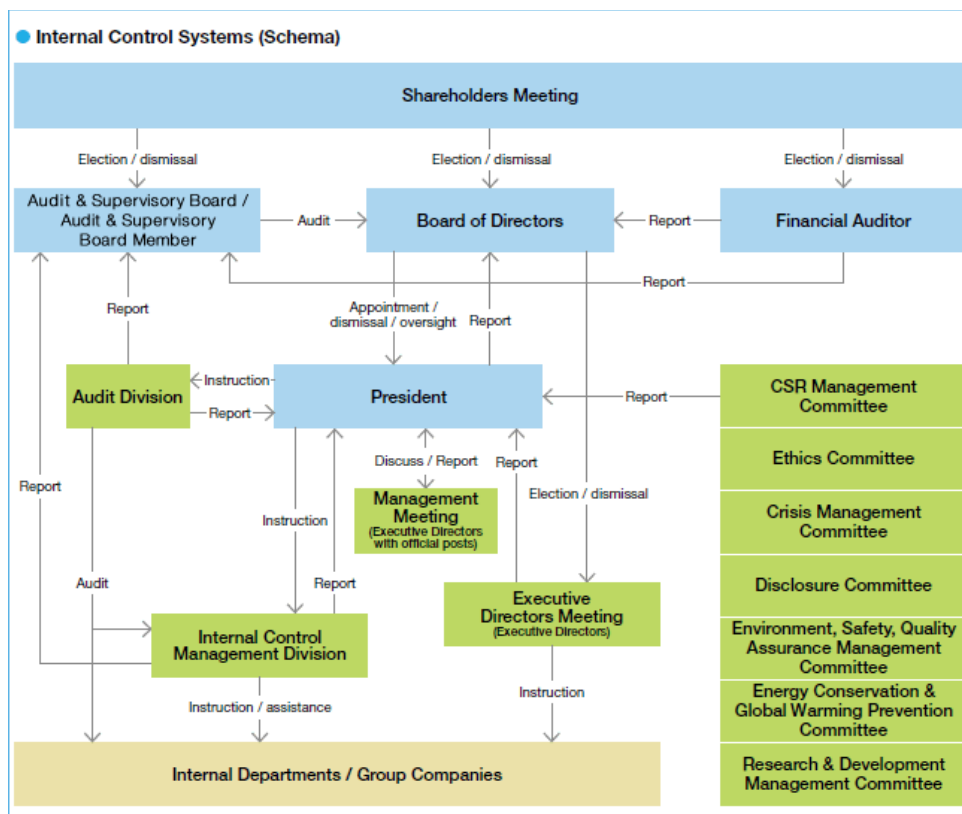 Internal Control Systems (Schema)
Shareholders Meeting
Election / dismissal
Election / dismissal
Election / dismissal
Audit & Supervisory Board /
Audit & Supervisory
Board Member
Audit
Board of Directors
Report
Financial Auditor
Report
Report
Appointment /
dismissal / oversight
Report
Audit Division
Instruction
Report
President
Report
CSR Management
Committee
Ethics Committee
Crisis Management
Committee
Disclosure Committee
Environment, Safety, Quality
Assurance Management
Committee
Energy Conservation &
Global Warming Prevention
Committee
Research & Development
Management Committee
Discuss / Report
Report
Management
Meeting
(Executive Directors
with official posts)
Election / dismissal
Report
Instruction
Audit
Report
Executive
Directors Meeting
(Executive Directors)
Internal Control
Management Division
Instruction / assistance
Instruction
Internal Departments / Group Companies